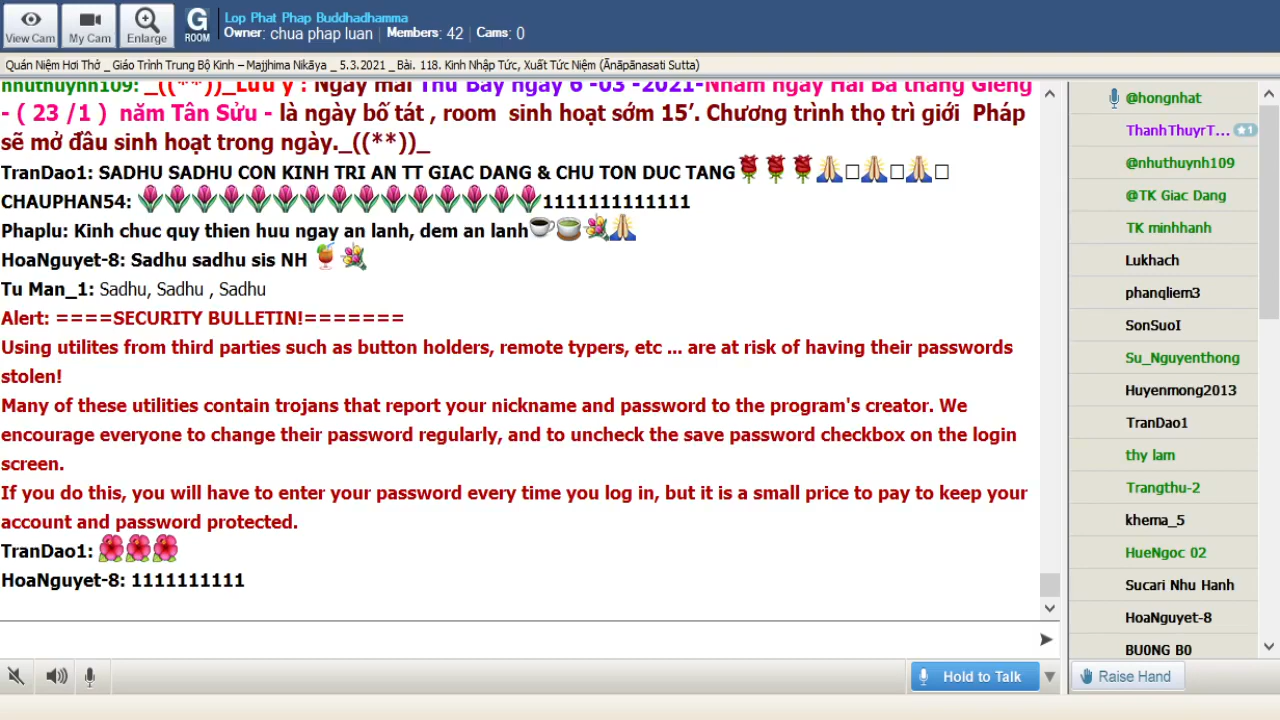 View Cam
My Cam
Enlarge
G
ROOM
Lop Phat Phap Buddhadhamma
Owner: chua phap luan Members: 42 Cams: 0
Quán Niệm Hơi Thở _ Giáo Trình Trung Bộ Kinh – Majjhima Nikāya _ 5.3.2021 _ Bài. 118. Kinh Nhập Tức, Xuất Tức Niệm (Ānāpānasati Sutta)
nhuthuynh109: _((**))_Lưu ý : Ngày mai Thứ Bảy ngày 6 -03 -2021-Nhằm ngày Hai Ba tháng Giêng
- ( 23 /1 ) năm Tân Sửu - là ngày bố tát , room sinh hoạt sớm 15’. Chương trình thọ trì giới Pháp
sẽ mở đầu sinh hoạt trong ngày._((**))_
TranDao1: SADHU SADHU CON KINH TRI AN TT GIAC DANG & CHU TON DUC TANG
CHAUPHAN54: 1111111111111
Phaplu: Kinh chuc quy thien huu ngay an lanh, dem an lanh
HoaNguyet-8: Sadhu sadhu sis NH
Tu Man_1: Sadhu, Sadhu , Sadhu
Alert: ====SECURITY BULLETIN!=======
Using utilites from third parties such as button holders, remote typers, etc ... are at risk of having their passwords
stolen!
Many of these utilities contain trojans that report your nickname and password to the program's creator. We
encourage everyone to change their password regularly, and to uncheck the save password checkbox on the login
screen.
If you do this, you will have to enter your password every time you log in, but it is a small price to pay to keep your
account and password protected.
TranDao1:
HoaNguyet-8: 1111111111
@hongnhat
ThanhThuyrT... ★1
@nhuthuynh109
@TK Giac Dang
TK minhhanh
Lukhach
phanqliem3
SonSuoI
Su_Nguyenthong
Huyenmong2013
TranDao1
thy lam
Trangthu-2
khema_5
HueNgoc 02
Sucari Nhu Hanh
HoaNguyet-8
BU0NG B0
Hold to Talk
Raise Hand